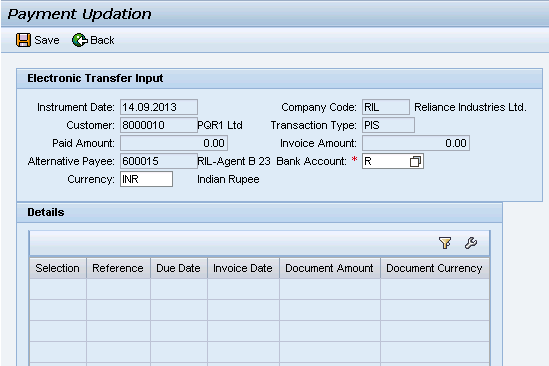 Payment Updation
Save Back
Electronic Transfer Input
Instrument Date: 14.09.2013 Company Code: RIL Reliance Industries Ltd.
Customer: 8000010 PQR1 Ltd Transaction Type: PIS
Paid Amount: 0.00 Invoice Amount: 0.00
Alternative Payee: 600015 RIL-Agent B 23 Bank Account: * R
Currency: INR Indian Rupee
Details
Selection Reference Due Date Invoice Date Document Amount Document Currency